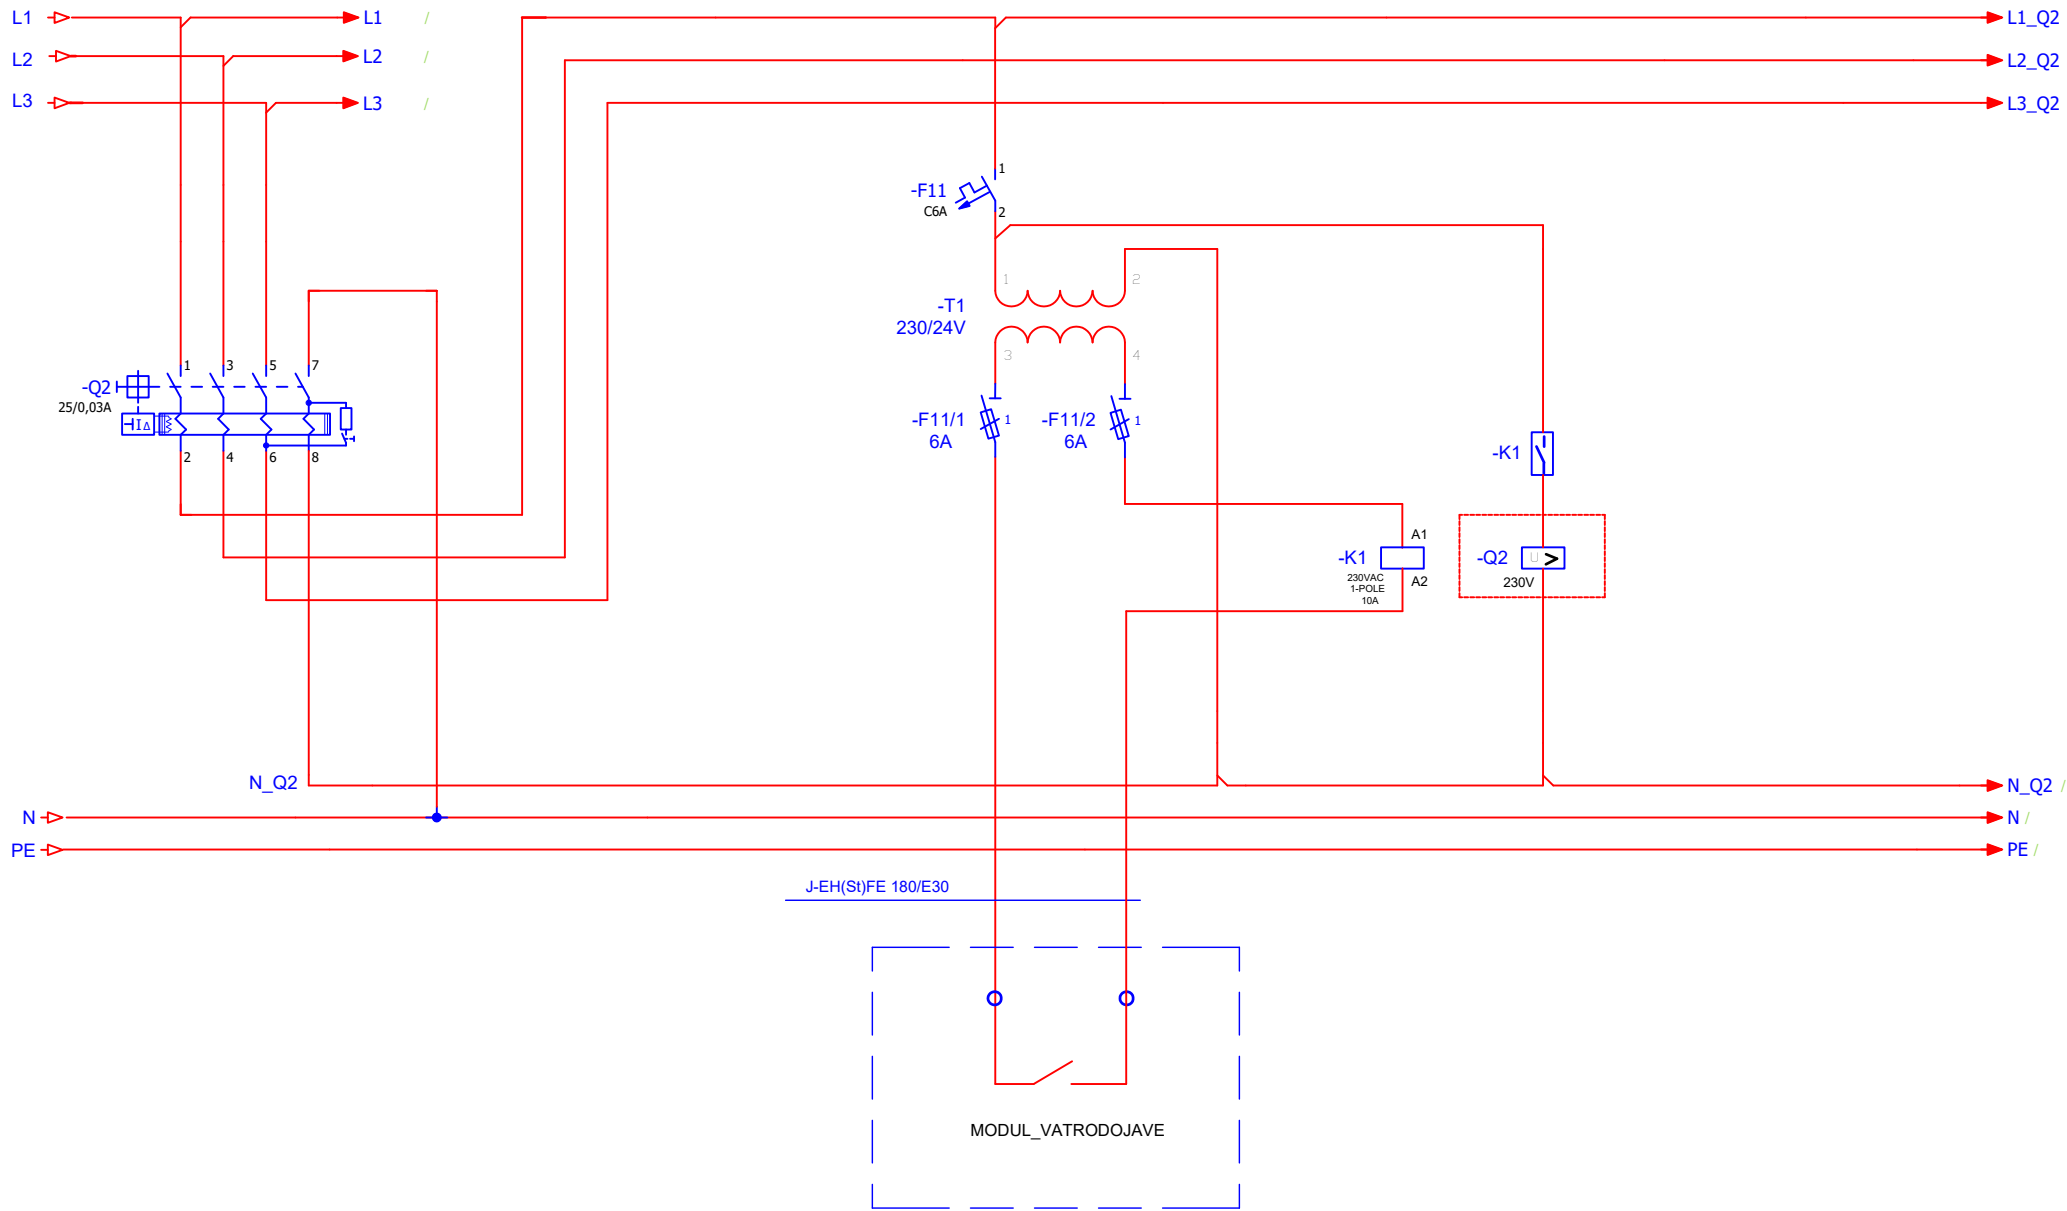 L1 L1 / L1_Q2
L2 L2 / L2_Q2
L3 L3 / L3_Q2
-F11
C6A
1
2
1 2
-T1
230/24V
3 4
-Q2
25/0,03A
1 3 5 7
I Δ
2 4 6 8
-F11/1
6A
1
-F11/2
6A
1
-K1
-K1
230VAC
1-POLE
10A
A1
A2
-Q2
U >
230V
N_Q2 N_Q2 /
N N /
PE PE /
J-EH(St)FE 180/E30
MODUL_VATRODOJAVE